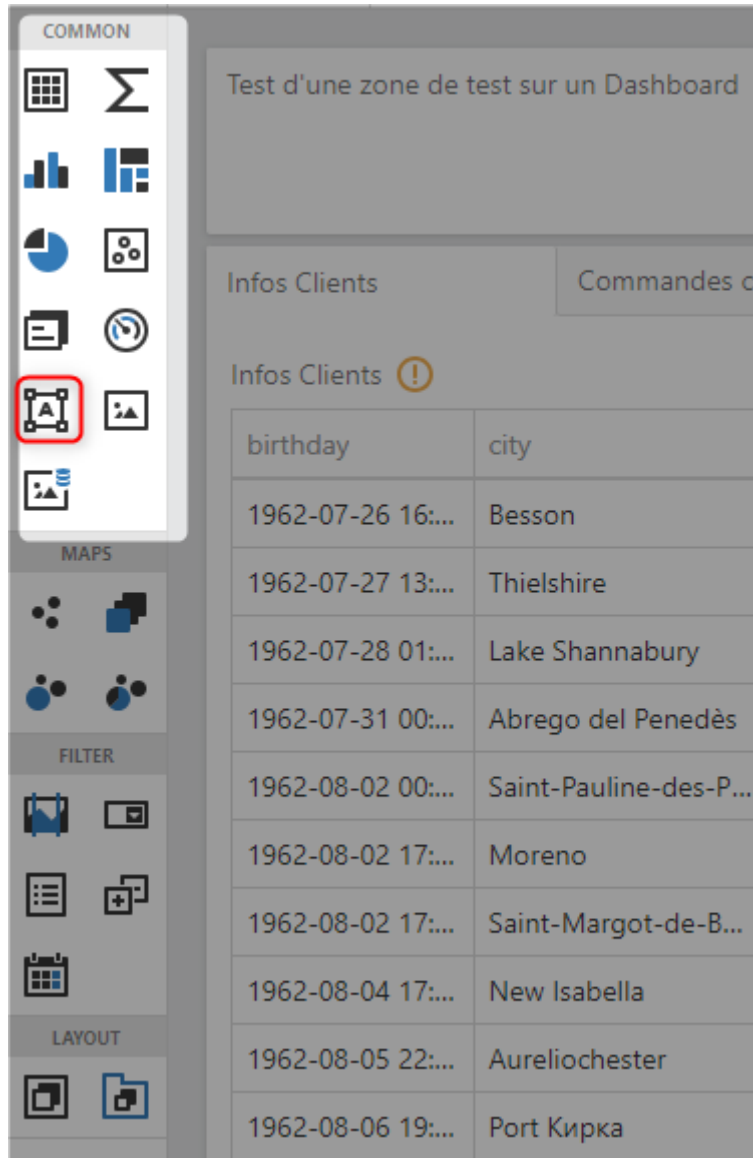 COMMON
Test d'une zone de test sur un Dashboard
Infos Clients
Commandes c
Infos Clients
birthday city
1962-07-26 16:... Besson
1962-07-27 13:... Thielshire
1962-07-28 01:... Lake Shannabury
1962-07-31 00:... Abrego del Penedès
1962-08-02 00:... Saint-Pauline-des-P...
1962-08-02 17:... Moreno
1962-08-02 17:... Saint-Margot-de-B...
1962-08-04 17:... New Isabella
1962-08-05 22:... Aureliochester
1962-08-06 19:... Port Кирка
A
MAPS
FILTER
LAYOUT